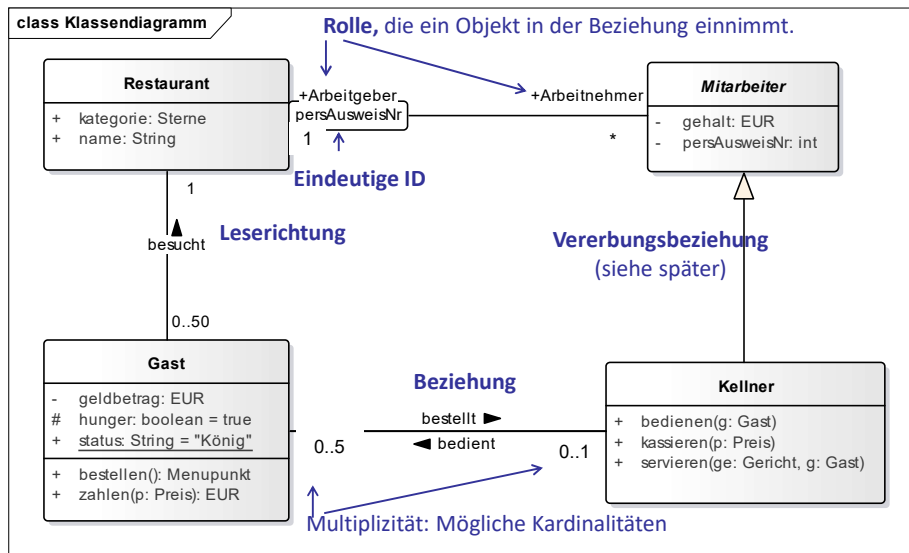 class Klassendiagramm
Rolle, die ein Objekt in der Beziehung einnimmt.
Restaurant
+ kategorie: Sterne
+ name: String
+Arbeitgeber
persAusweisNr
1
+Arbeitnehmer
*
Mitarbeiter
- gehalt: EUR
- persAusweisNr: int
Eindeutige ID
1
besucht
Leserichtung
0..50
Vererbungsbeziehung
(siehe später)
Gast
- geldbetrag: EUR
# hunger: boolean = true
+ status: String = "König"
+ bestellen(): Menupunkt
+ zahlen(p: Preis): EUR
Beziehung
bestellt
bedient
0..5
0..1
Kellner
+ bedienen(g: Gast)
+ kassieren(p: Preis)
+ servieren(ge: Gericht, g: Gast)
Multiplizität: Mögliche Kardinalitäten